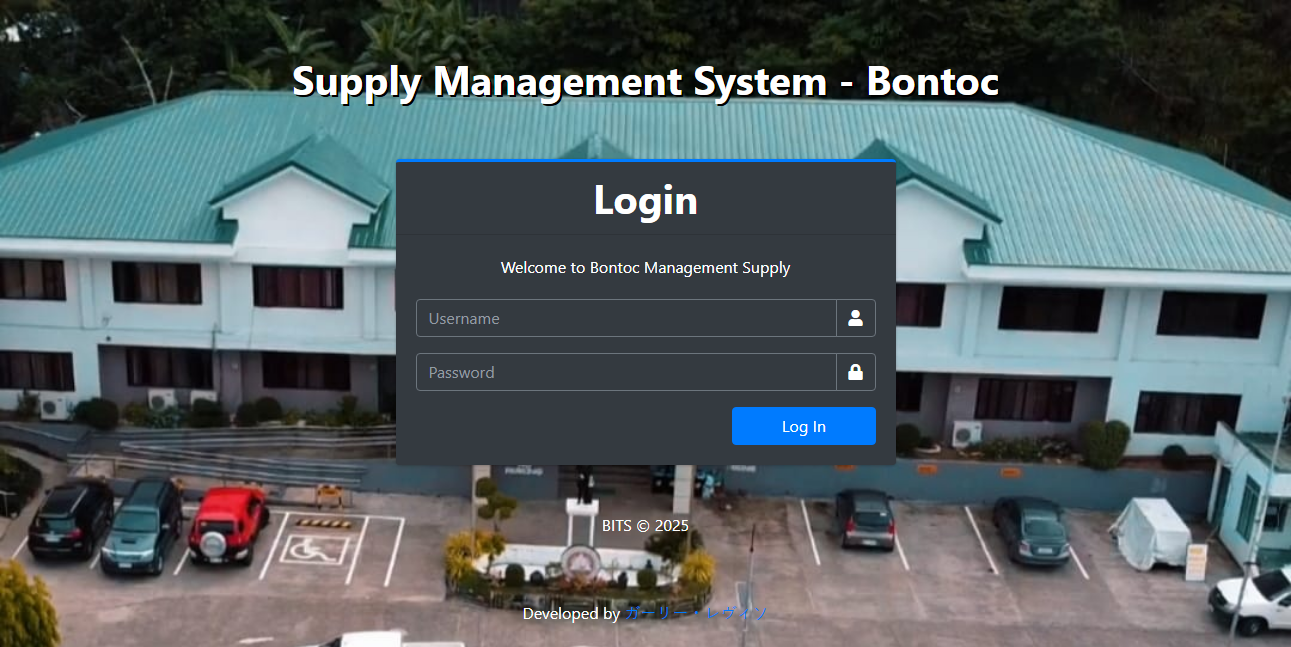 Supply Management System - Bontoc
Login
Welcome to Bontoc Management Supply
Username
Password
Log In
BITS © 2025
Developed by ガーリー・レヴィソ